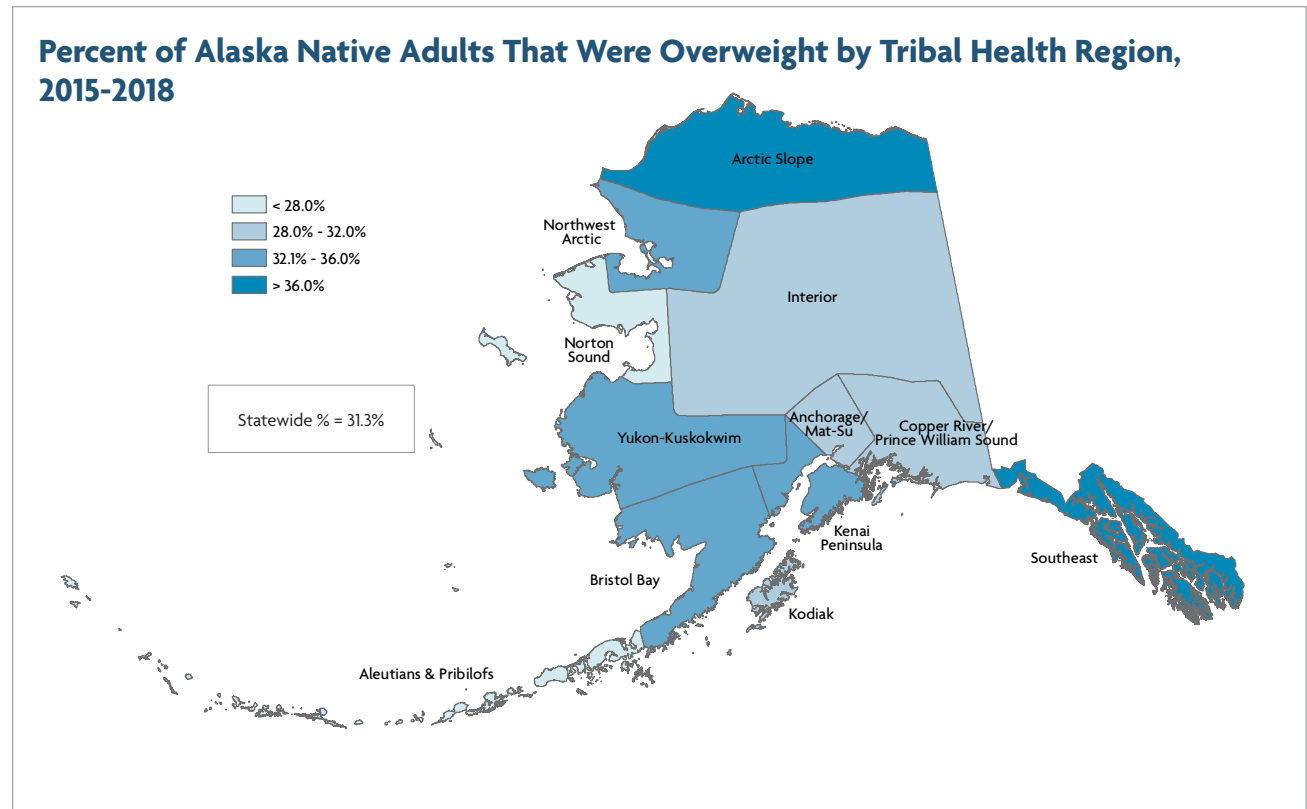 Percent of Alaska Native Adults That Were Overweight by Tribal Health Region,
2015-2018
Arctic Slope
< 28.0%
28.0% - 32.0%
32.1% - 36.0%
> 36.0%
Northwest
Arctic
Interior
Norton
Sound
Statewide % = 31.3%
Yukon-Kuskokwim
Anchorage/
Mat-Su
Copper River/
Prince William Sound
Kenai
Peninsula
Southeast
Bristol Bay
Kodiak
Aleutians & Pribilofs